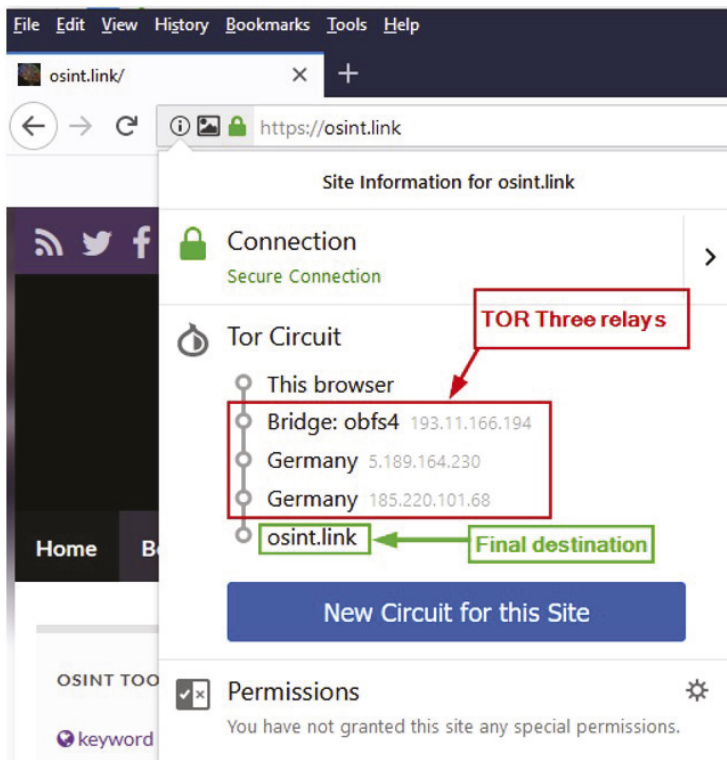 File Edit View History Bookmarks Tools Help
osint.link/
https://osint.link
Site Information for osint.link
Connection
Secure Connection
TOR Three relays
Tor Circuit
This browser
Bridge: obfs4 193.11.166.194
Germany 5.189.164.230
Germany 185.220.101.68
osint.link
Final destination
Home
New Circuit for this Site
OSINT TOO
Permissions
You have not granted this site any special permissions.
keyword